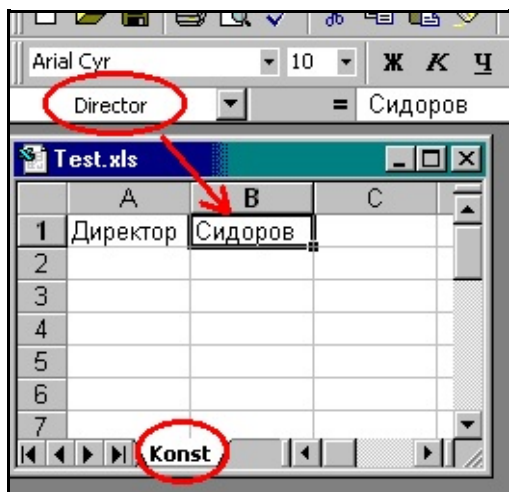 Arial Cyr 10 Ж К Ч
Director = Сидоров
Test.xls
A B C
1 Директор Сидоров
2
3
4
5
6
7
Konst